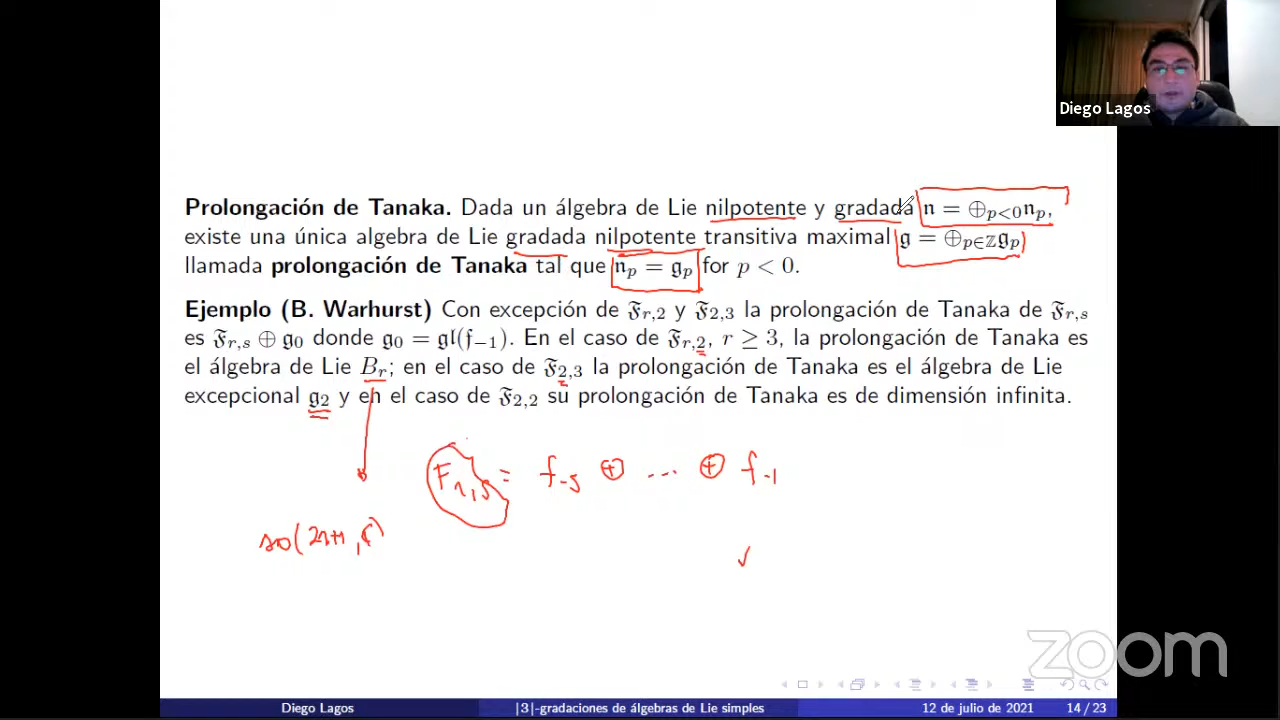 Diego Lagos
Prolongación de Tanaka. Dada un álgebra de Lie nilpotente y gradada 𝔫 = ⊕_{p<0}𝔫_p,
existe una única algebra de Lie gradada nilpotente transitiva maximal 𝔤 = ⊕_{p∈ℤ}𝔤_p
llamada prolongación de Tanaka tal que 𝔫_p = 𝔤_p for p < 0.
Ejemplo (B. Warhurst) Con excepción de 𝔉_{r,2} y 𝔉_{2,3} la prolongación de Tanaka de 𝔉_{r,s}
es 𝔉_{r,s} ⊕ 𝔤_0 donde 𝔤_0 = 𝔤𝔩(𝔣_{−1}). En el caso de 𝔉_{r,2}, r ≥ 3, la prolongación de Tanaka es
el álgebra de Lie B_r; en el caso de 𝔉_{2,3} la prolongación de Tanaka es el álgebra de Lie
excepcional 𝔤_2 y en el caso de 𝔉_{2,2} su prolongación de Tanaka es de dimensión infinita.
F_{r,s} = f_{-s} ⊕ ... ⊕ f_{-1}
so(2r+1, ℂ)
zoom
Diego Lagos |3|-gradaciones de álgebras de Lie simples 12 de julio de 2021 14 / 23